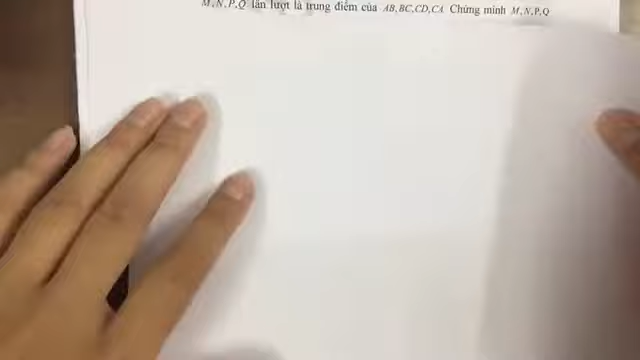 M,N,P,Q lần lượt là trung điểm của AB,BC,CD,CA Chứng minh M,N,P,Q